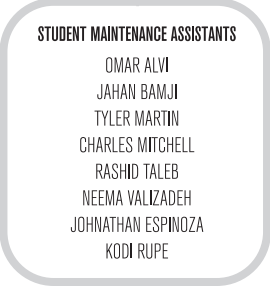 STUDENT MAINTENANCE ASSISTANTS
OMAR ALVI
JAHAN BAMJI
TYLER MARTIN
CHARLES MITCHELL
RASHID TALEB
NEEMA VALIZADEH
JOHNATHAN ESPINOZA
KODI RUPE